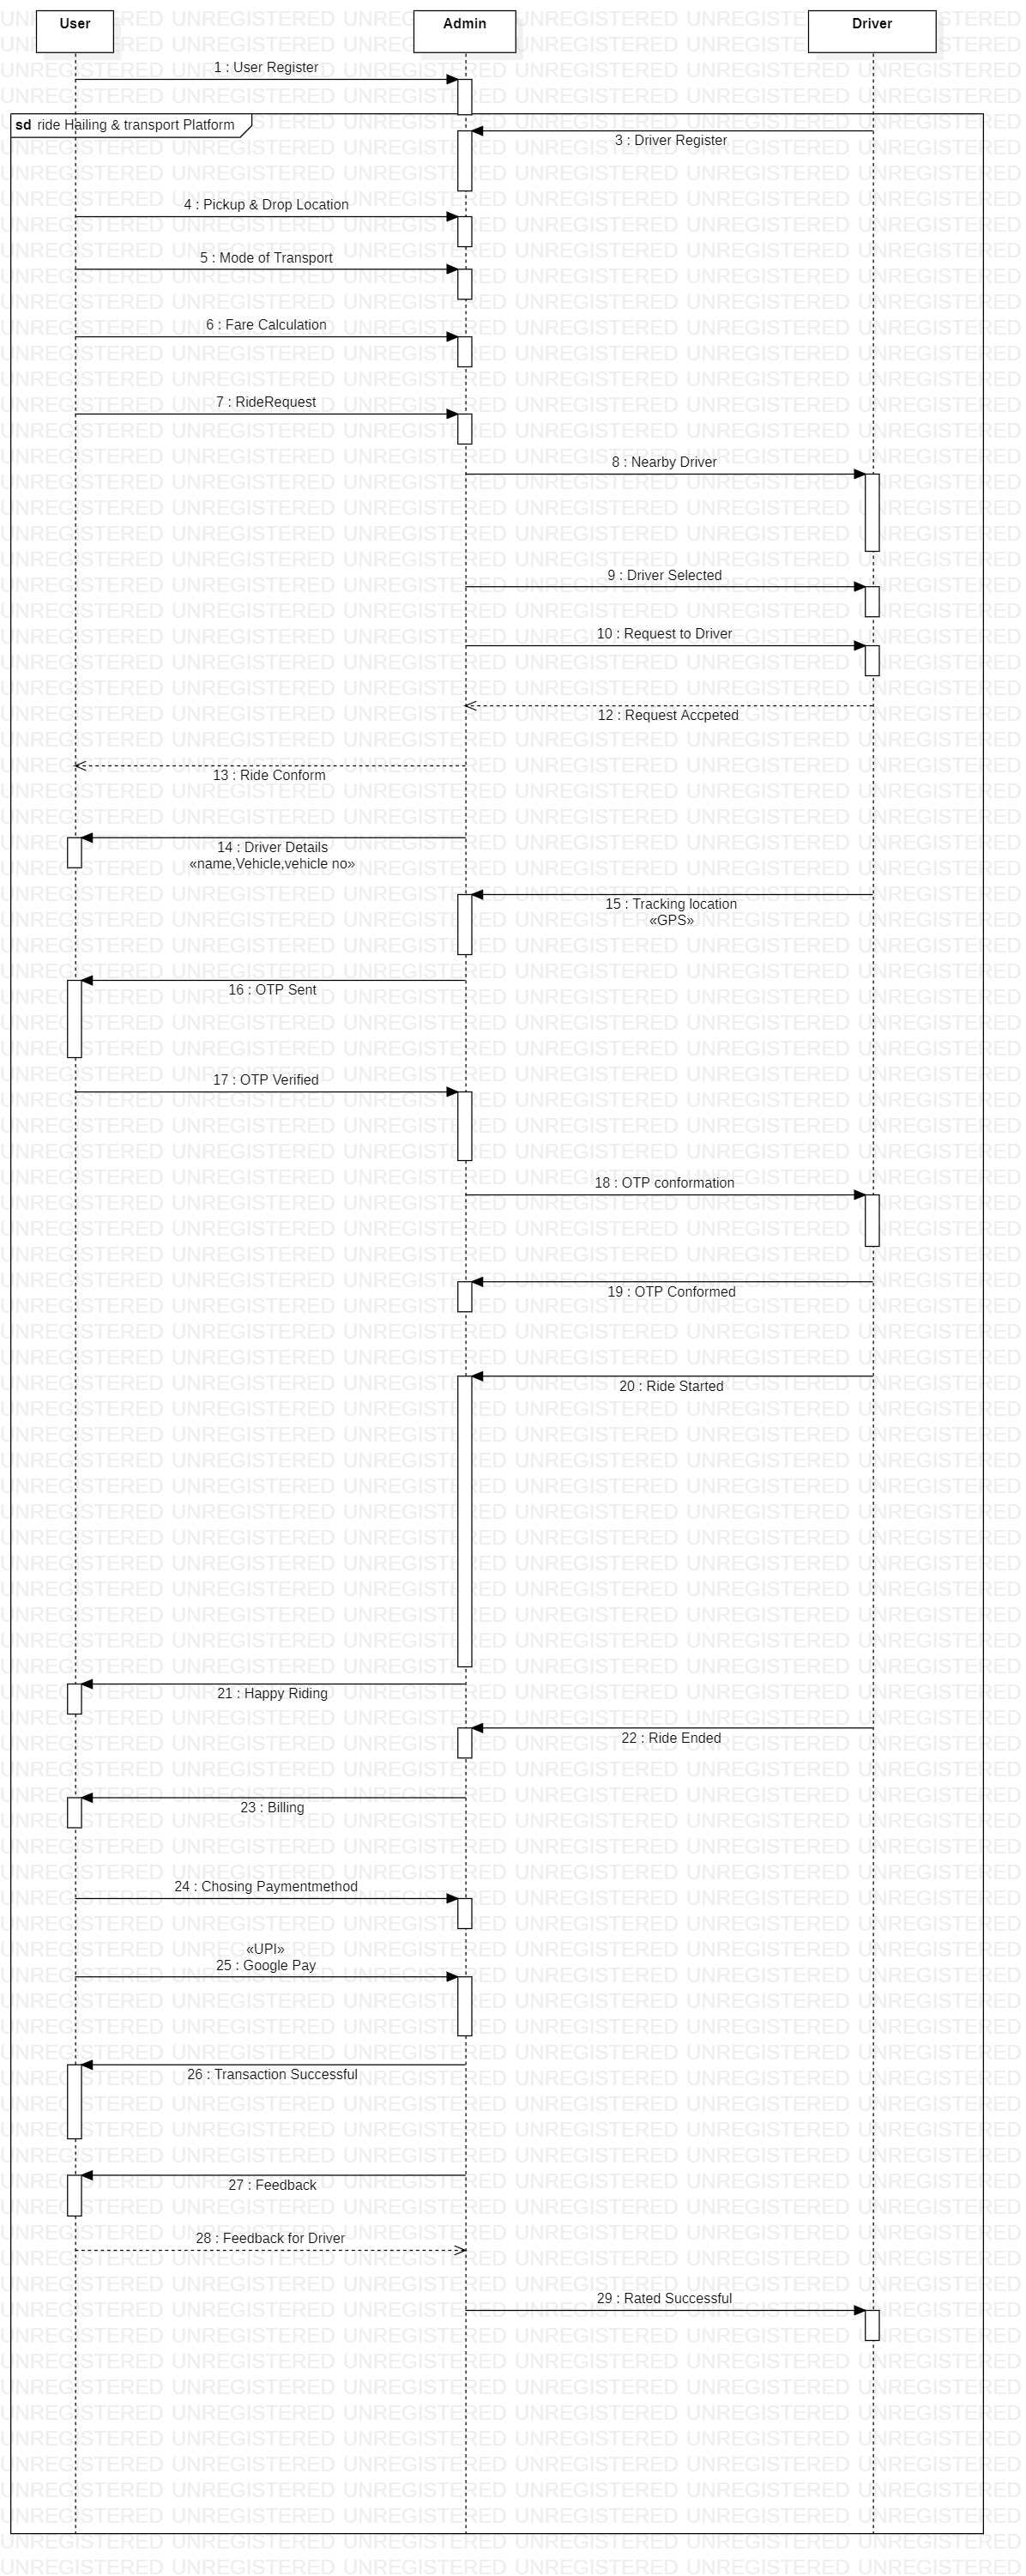 User
Admin
Driver
1 : User Register
sd ride Hailing & transport Platform
3 : Driver Register
4 : Pickup & Drop Location
5 : Mode of Transport
6 : Fare Calculation
7 : RideRequest
8 : Nearby Driver
9 : Driver Selected
10 : Request to Driver
12 : Request Accpeted
13 : Ride Conform
14 : Driver Details
«name,Vehicle,vehicle no»
15 : Tracking location
«GPS»
16 : OTP Sent
17 : OTP Verified
18 : OTP conformation
19 : OTP Conformed
20 : Ride Started
21 : Happy Riding
22 : Ride Ended
23 : Billing
24 : Chosing Paymentmethod
«UPI»
25 : Google Pay
26 : Transaction Successful
27 : Feedback
28 : Feedback for Driver
29 : Rated Successful
UNREGISTERED